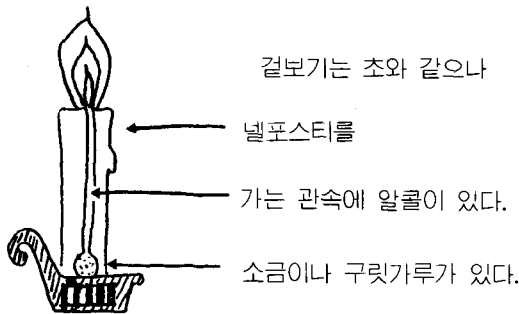 겉보기는 초와 같으나
넬포스티를
가는 관속에 알콜이 있다.
소금이나 구릿가루가 있다.